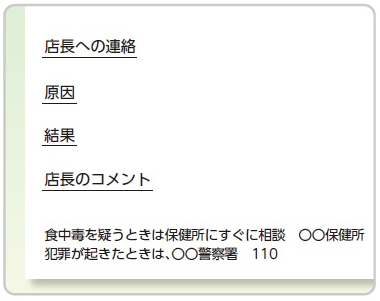 店長への連絡
原因
結果
店長のコメント
食中毒を疑うときは保健所にすぐに相談　〇〇保健所
犯罪が起きたときは、〇〇警察署　110